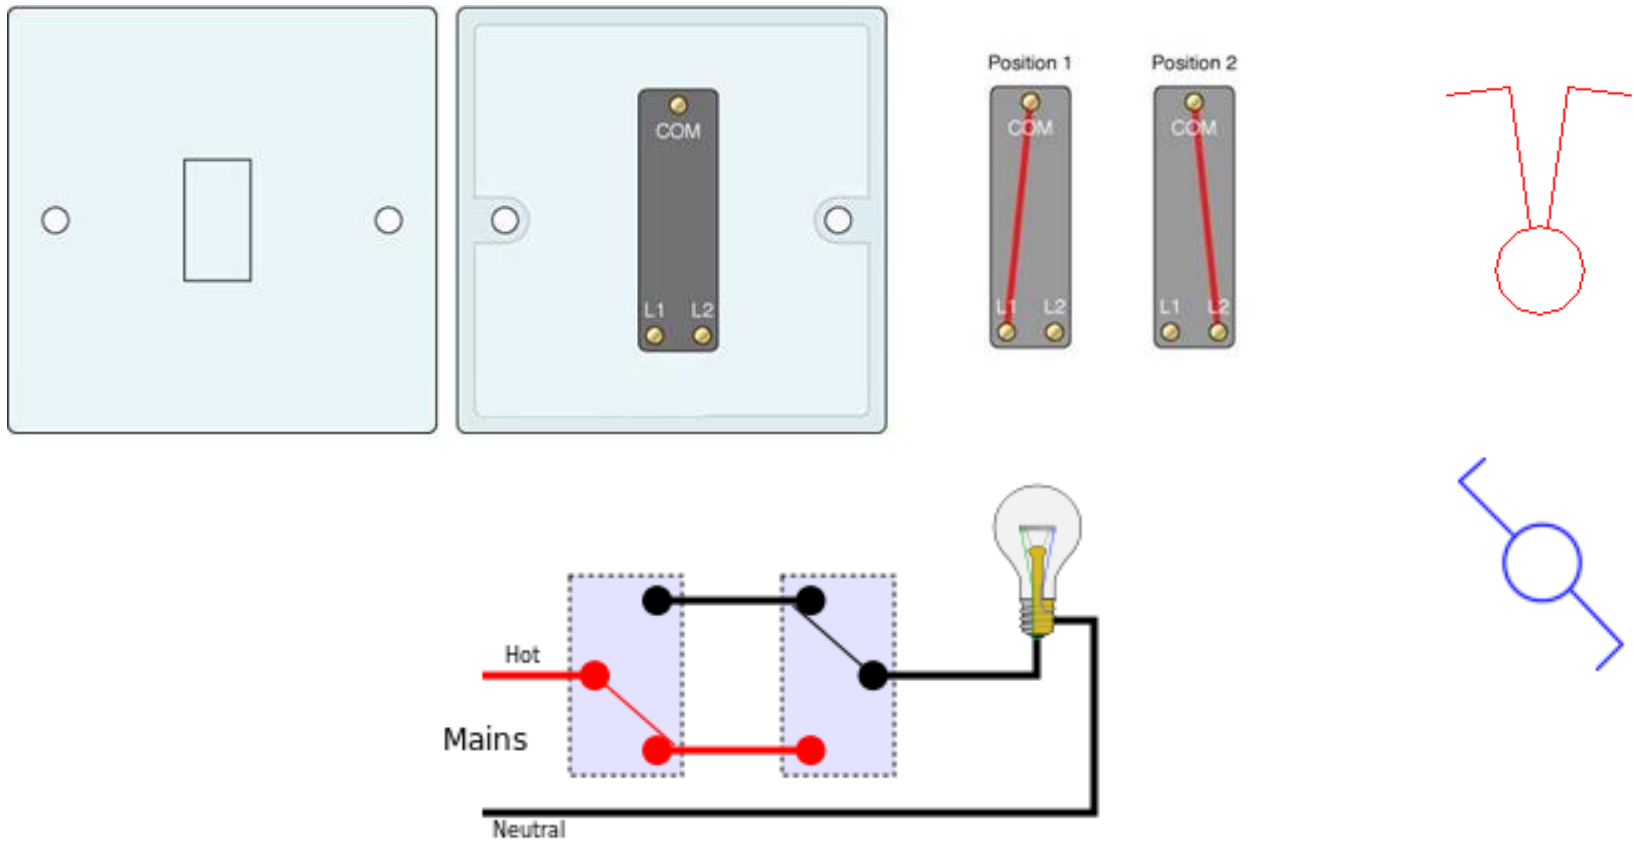 Position 1
Position 2
COM
L1
L2
COM
L1
L2
COM
L1
L2
Hot
Mains
Neutral